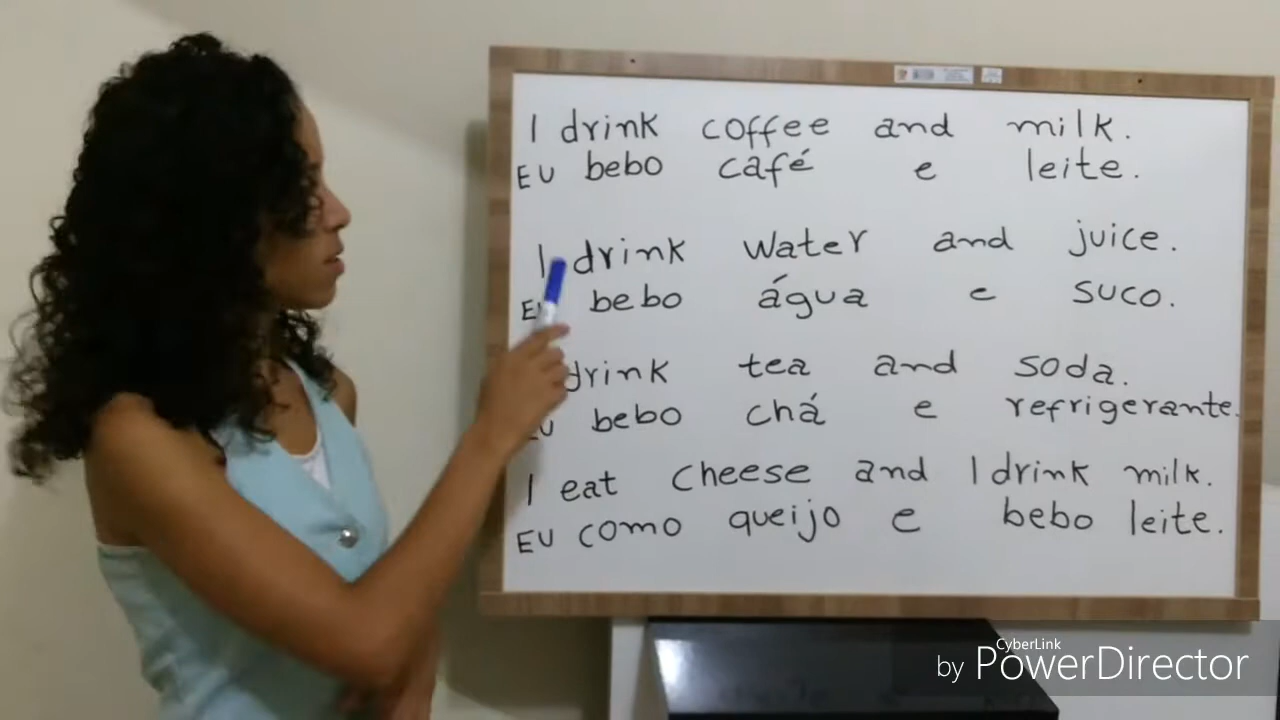 I drink coffee and milk.
EU bebo café e leite.
I drink water and juice.
EU bebo água e suco.
drink tea and soda.
EU bebo chá e refrigerante.
I eat cheese and I drink milk.
EU como queijo e bebo leite.
CyberLink
by PowerDirector